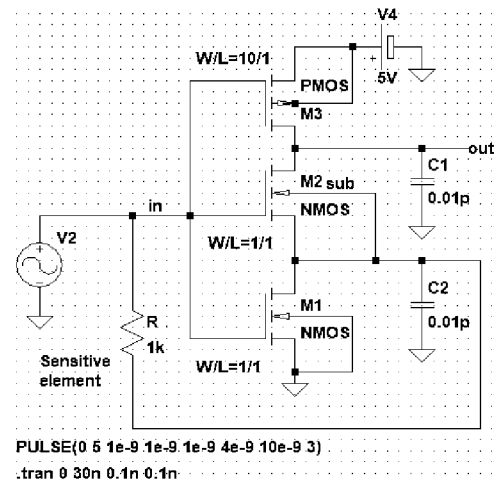 V4
W/L=10/1
PMOS
+
5V
M3
out
C1
M2 sub
0.01p
in
NMOS
V2
W/L=1/1
C2
R
M1
0.01p
1k
NMOS
Sensitive
element
W/L=1/1
PULSE(0 5 1e-9 1e-9 1e-9 4e-9 10e-9 3)
.tran 0 30n 0.1n 0.1n